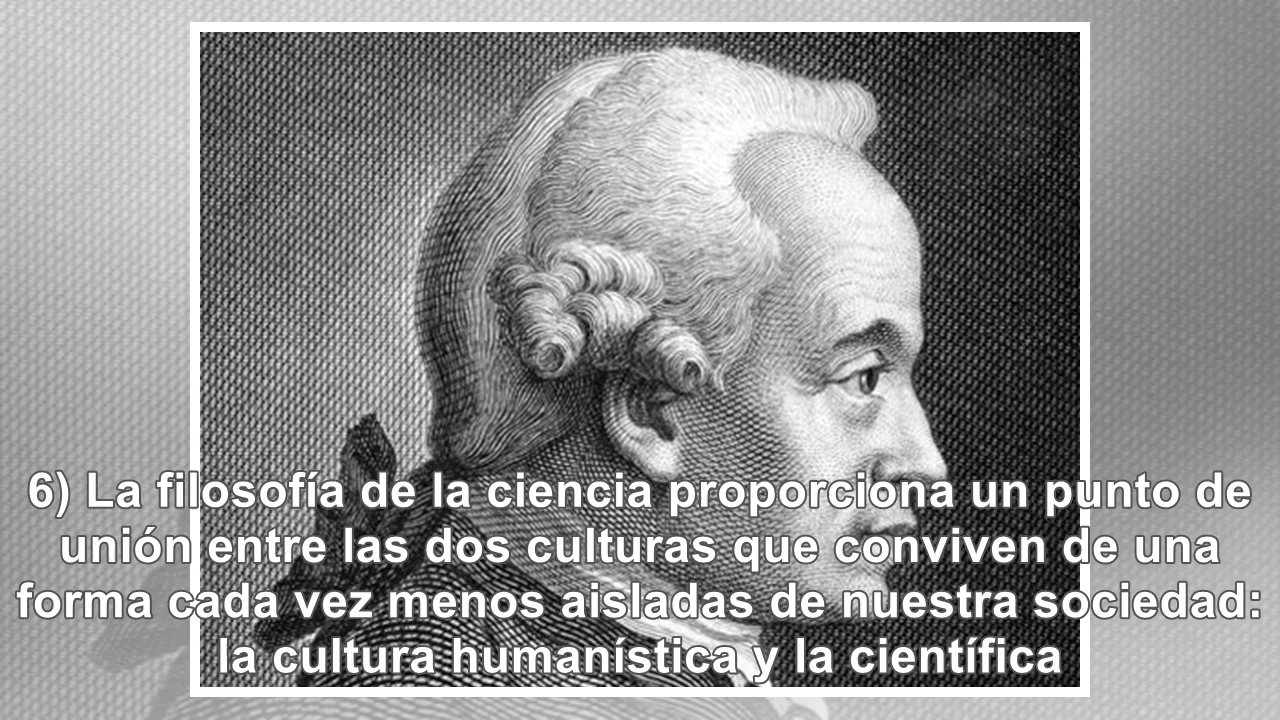 6) La filosofía de la ciencia proporciona un punto de
unión entre las dos culturas que conviven de una
forma cada vez menos aisladas de nuestra sociedad:
la cultura humanística y la científica